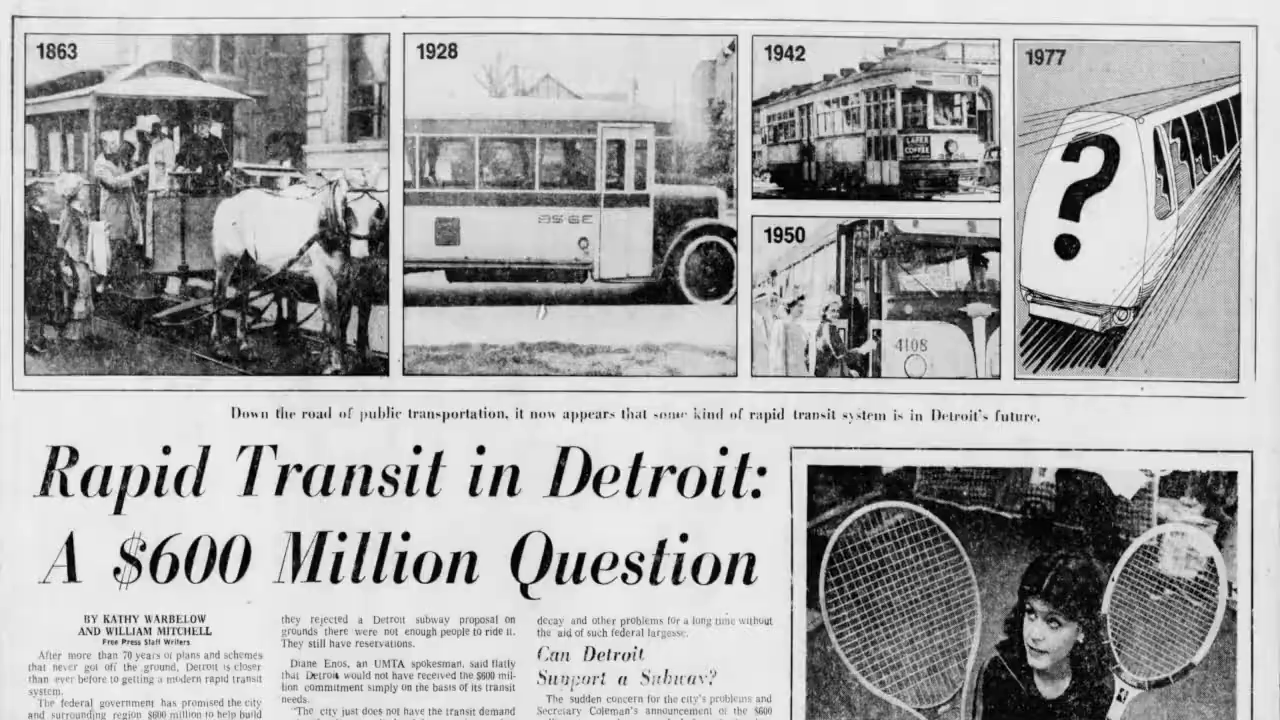 1863
1928
1942
1977
LAFER
COFFEE
?
1950
4108
Down the road of public transportation, it now appears that some kind of rapid transit system is in Detroit's future.
Rapid Transit in Detroit:
A $600 Million Question
BY KATHY WARBELOW
AND WILLIAM MITCHELL
Free Press Staff Writers
After more than 70 years of plans and schemes
that never got off the ground, Detroit is closer
than ever before to getting a modern rapid transit
system.
The federal government has promised the city
and surrounding region $600 million to help build
they rejected a Detroit subway proposal on
grounds there were not enough people to ride it.
They still have reservations.
Diane Enos, an UMTA spokesman, said flatly
that Detroit would not have received the $600 mil-
lion commitment simply on the basis of its transit
needs.
"The city just does not have the transit demand
decay and other problems for a long time without
the aid of such federal largesse.
Can Detroit
Support a Subway?
The sudden concern for the city's problems and
Secretary Coleman's announcement of the $600